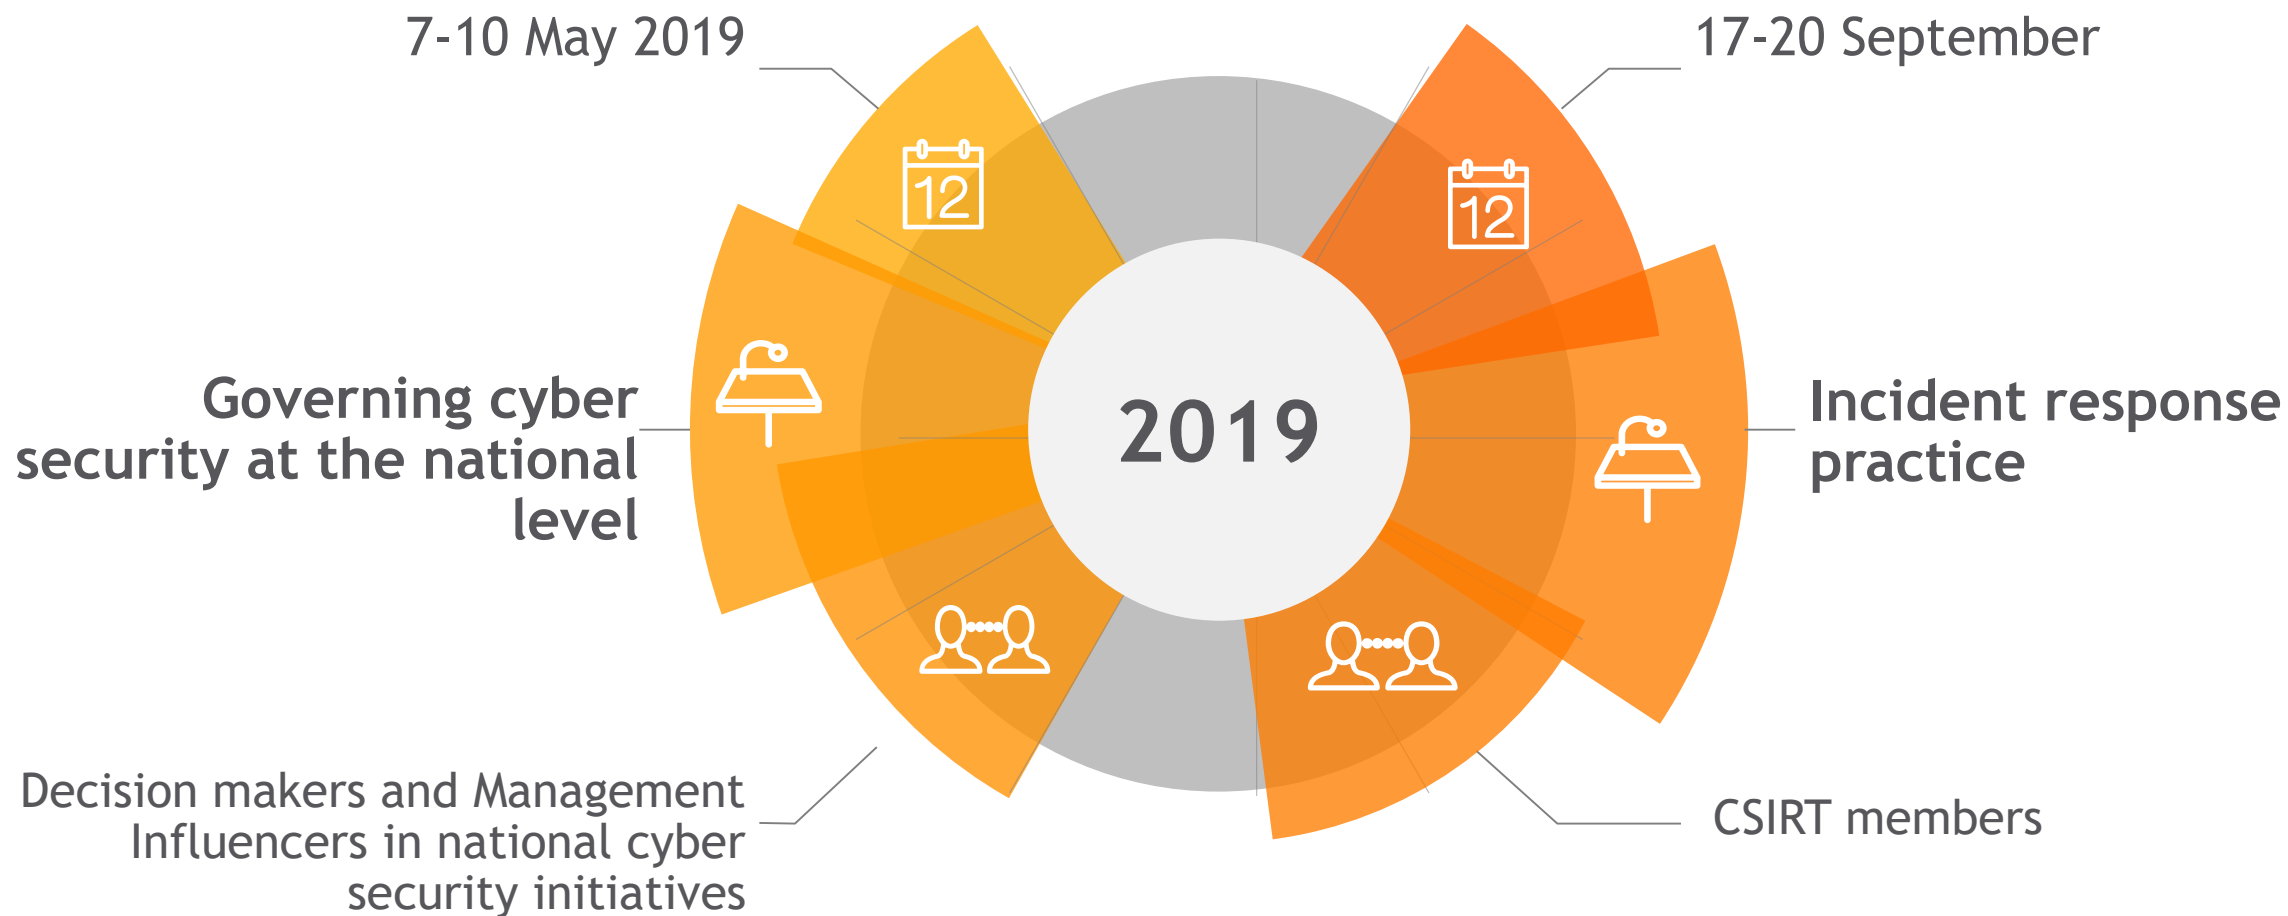 7-10 May 2019
17-20 September
12
12
Governing cyber
security at the national
level
2019
Incident response
practice
Decision makers and Management
Influencers in national cyber
security initiatives
CSIRT members